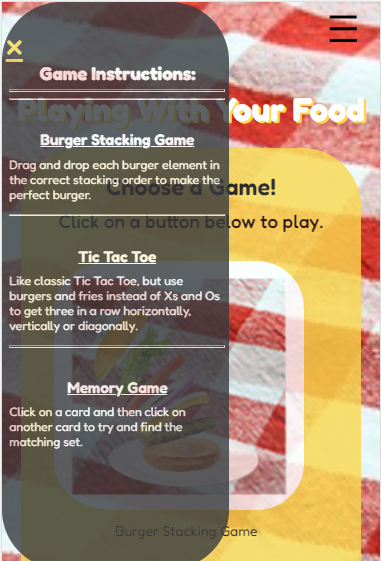 ×
Game Instructions:
Playing With Your Food
Burger Stacking Game
Drag and drop each burger element in
the correct stacking order to make the
perfect burger.
Choose a Game!
Click on a button below to play.
Tic Tac Toe
Like classic Tic Tac Toe, but use
burgers and fries instead of Xs and Os
to get three in a row horizontally,
vertically or diagonally.
Memory Game
Click on a card and then click on
another card to try and find the
matching set.
Burger Stacking Game